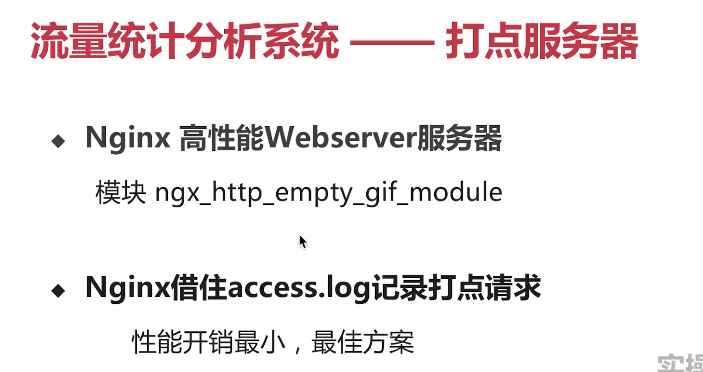 流量统计分析系统 —— 打点服务器
◆ Nginx 高性能Webserver服务器
模块 ngx_http_empty_gif_module
◆ Nginx借住access.log记录打点请求
性能开销最小，最佳方案
实操